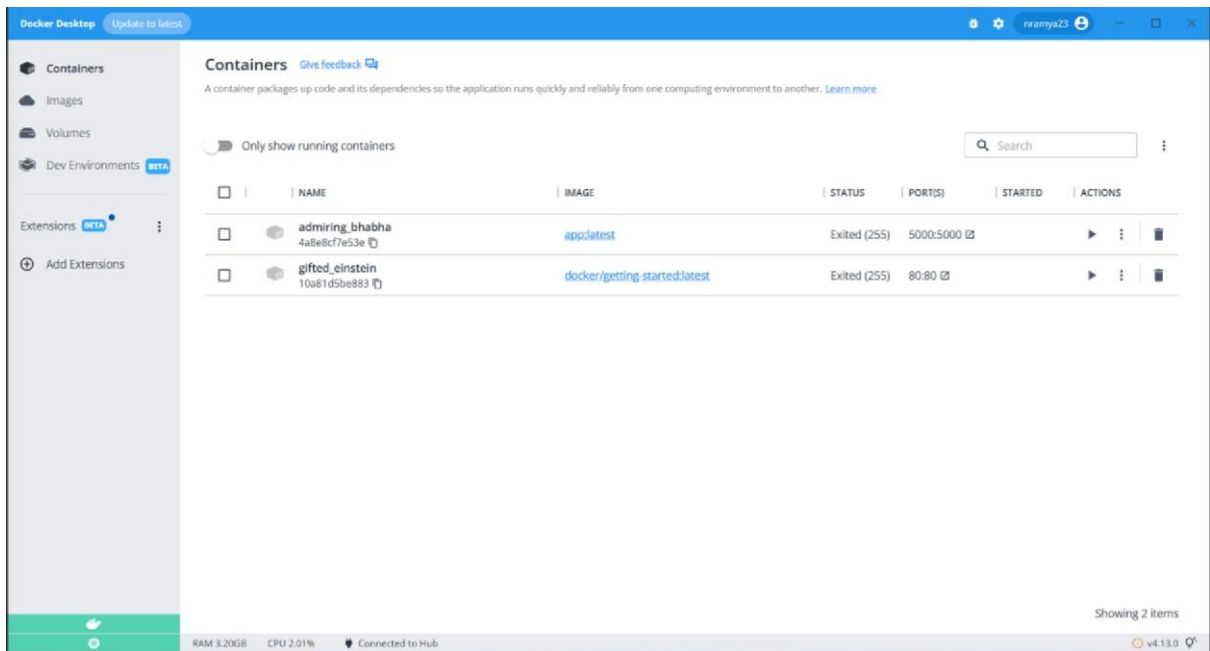 Docker Desktop Update to latest nramya23
Containers
Images
Volumes
Dev Environments BETA
Extensions BETA
Add Extensions
Containers Give feedback
A container packages up code and its dependencies so the application runs quickly and reliably from one computing environment to another. Learn more
Only show running containers Search
NAME IMAGE STATUS PORT(S) STARTED ACTIONS
admiring_bhabha app:latest Exited (255) 5000:5000
4a8e8cf7e53e
gifted_einstein docker/getting-started:latest Exited (255) 80:80
10a81d5be883
Showing 2 items
RAM 3.20GB CPU 2.01% Connected to Hub v4.13.0